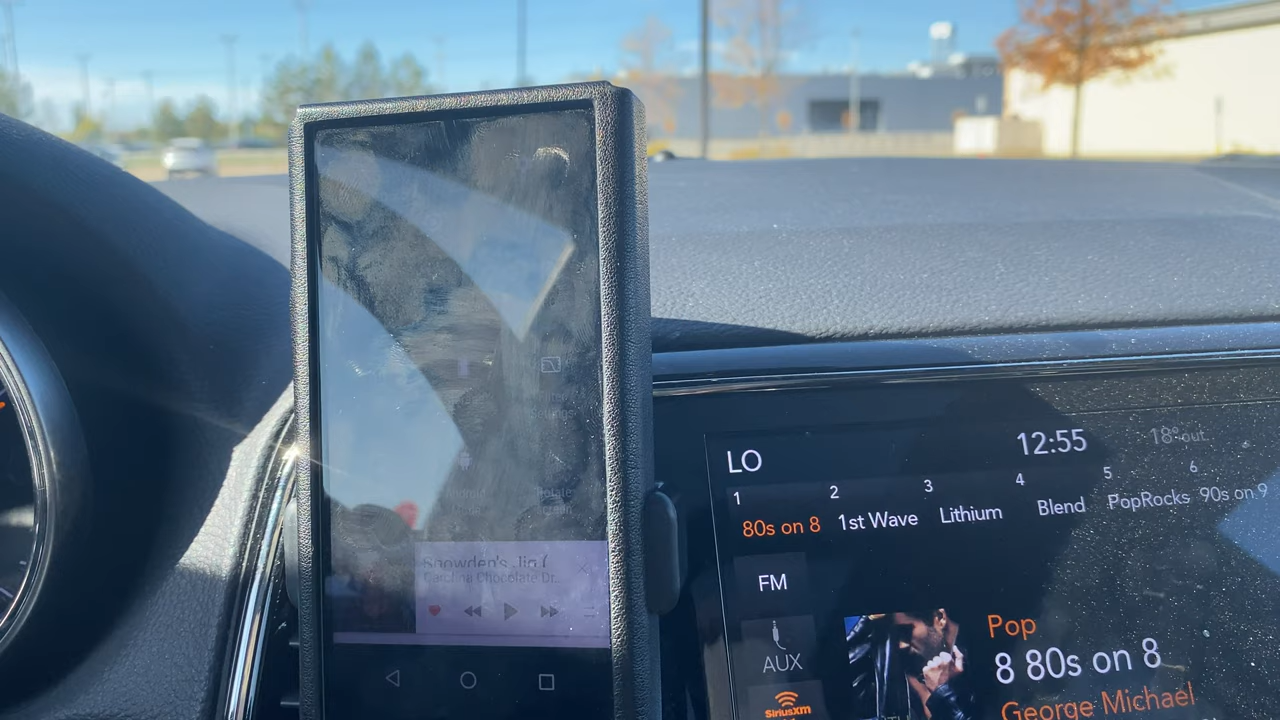 Snowden's Jig (
Carolina Chocolate Dr..
LO
12:55
18° out
1 2 3 4 5 6
80s on 8 1st Wave Lithium Blend PopRocks 90s on 9
FM
AUX
SiriusXM
Pop
8 80s on 8
George Michael